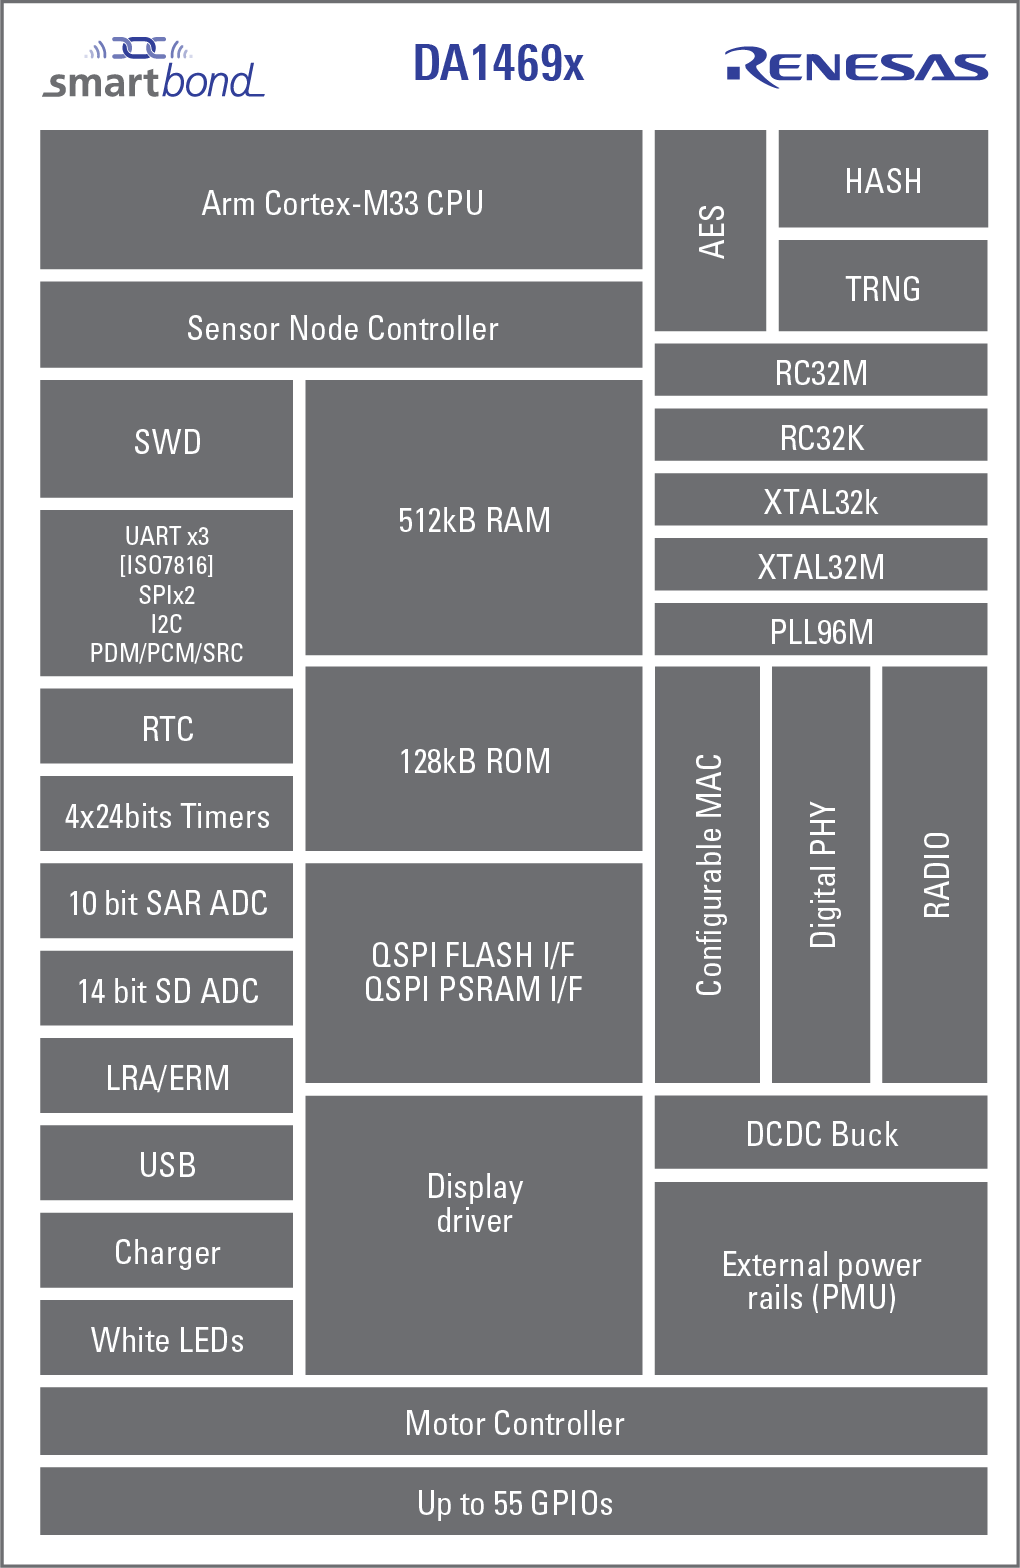 smartbond
DA1469x
RENESAS
Arm Cortex-M33 CPU
Sensor Node Controller
AES
HASH
TRNG
SWD
UART x3
[ISO7816]
SPIx2
I2C
PDM/PCM/SRC
RTC
4x24bits Timers
10 bit SAR ADC
14 bit SD ADC
LRA/ERM
USB
Charger
White LEDs
512kB RAM
128kB ROM
QSPI FLASH I/F
QSPI PSRAM I/F
Display
driver
RC32M
RC32K
XTAL32k
XTAL32M
PLL96M
Configurable MAC
Digital PHY
RADIO
DCDC Buck
External power
rails (PMU)
Motor Controller
Up to 55 GPIOs